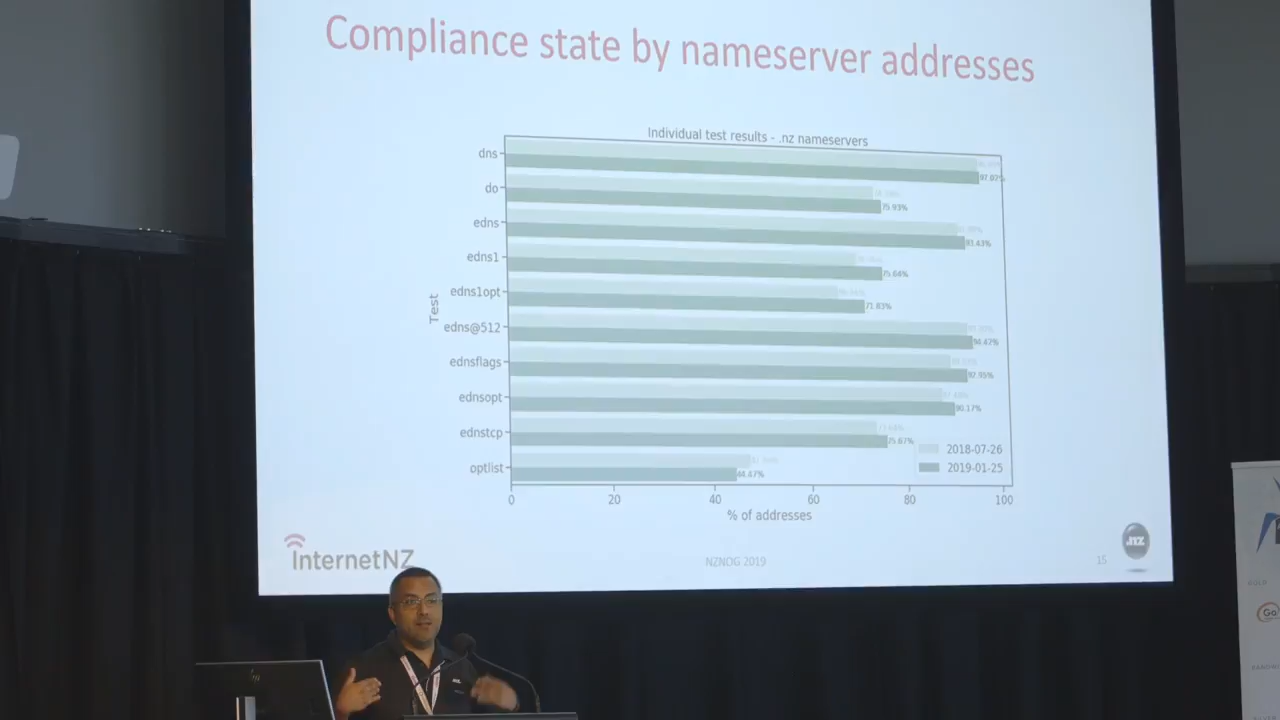 Compliance state by nameserver addresses
Individual test results - .nz nameservers
Test
dns
97.07%
do
75.93%
edns
93.43%
edns1
75.66%
edns1opt
71.83%
edns@512
94.47%
ednsflags
92.95%
ednsopt
90.17%
ednstcp
75.67%
optlist
44.47%
2018-07-26
2019-01-25
0 20 40 60 80 100
% of addresses
InternetNZ
NZNOG 2019
15
.nz
hp